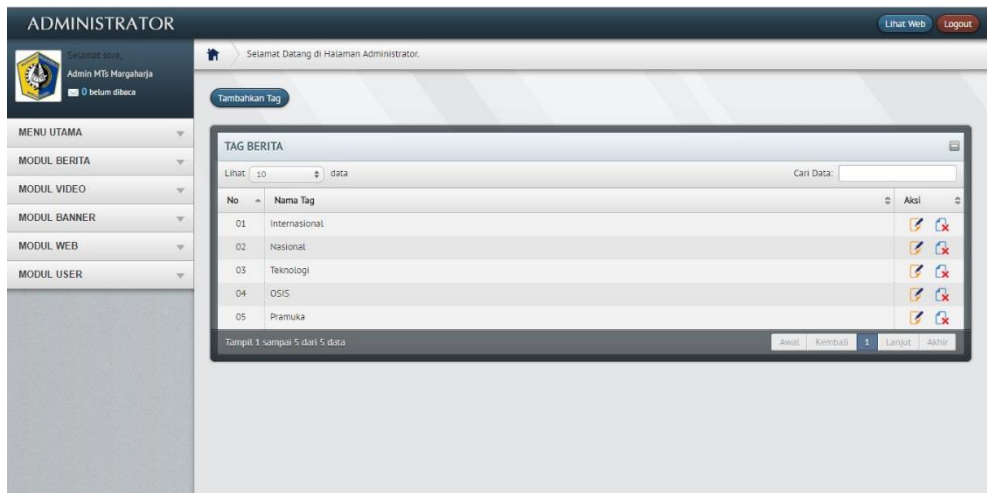 ADMINISTRATOR
Lihat Web
Logout
Selamat sore,
Admin MTs Margaharja
0 belum dibaca
Selamat Datang di Halaman Administrator.
Tambahkan Tag
MENU UTAMA
MODUL BERITA
MODUL VIDEO
MODUL BANNER
MODUL WEB
MODUL USER
TAG BERITA
Lihat 10 data
Cari Data:
No Nama Tag Aksi
01 Internasional
02 Nasional
03 Teknologi
04 OSIS
05 Pramuka
Tampil 1 sampai 5 dari 5 data
Awal Kembali 1 Lanjut Akhir